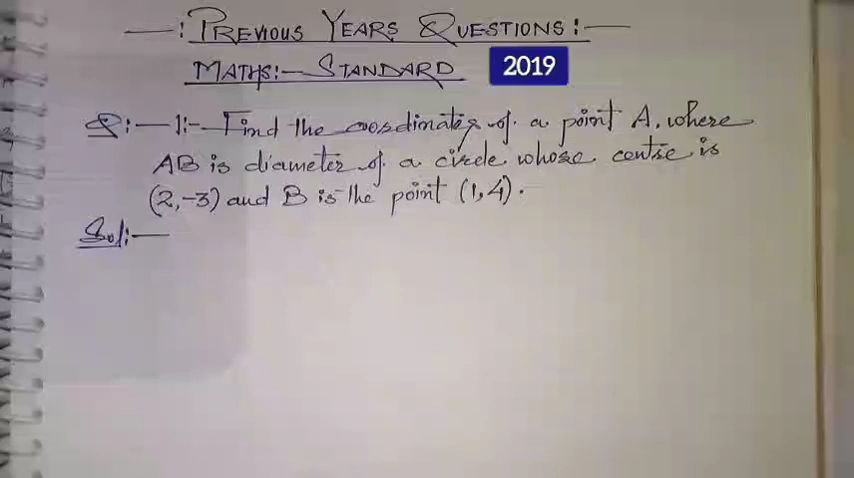 —: PREVIOUS YEARS QUESTIONS :—
MATHS:— STANDARD 2019
Q:— 1:— Find the coordinates of a point A, where
AB is diameter of a circle whose centre is
(2,-3) and B is the point (1,4).
Sol:—